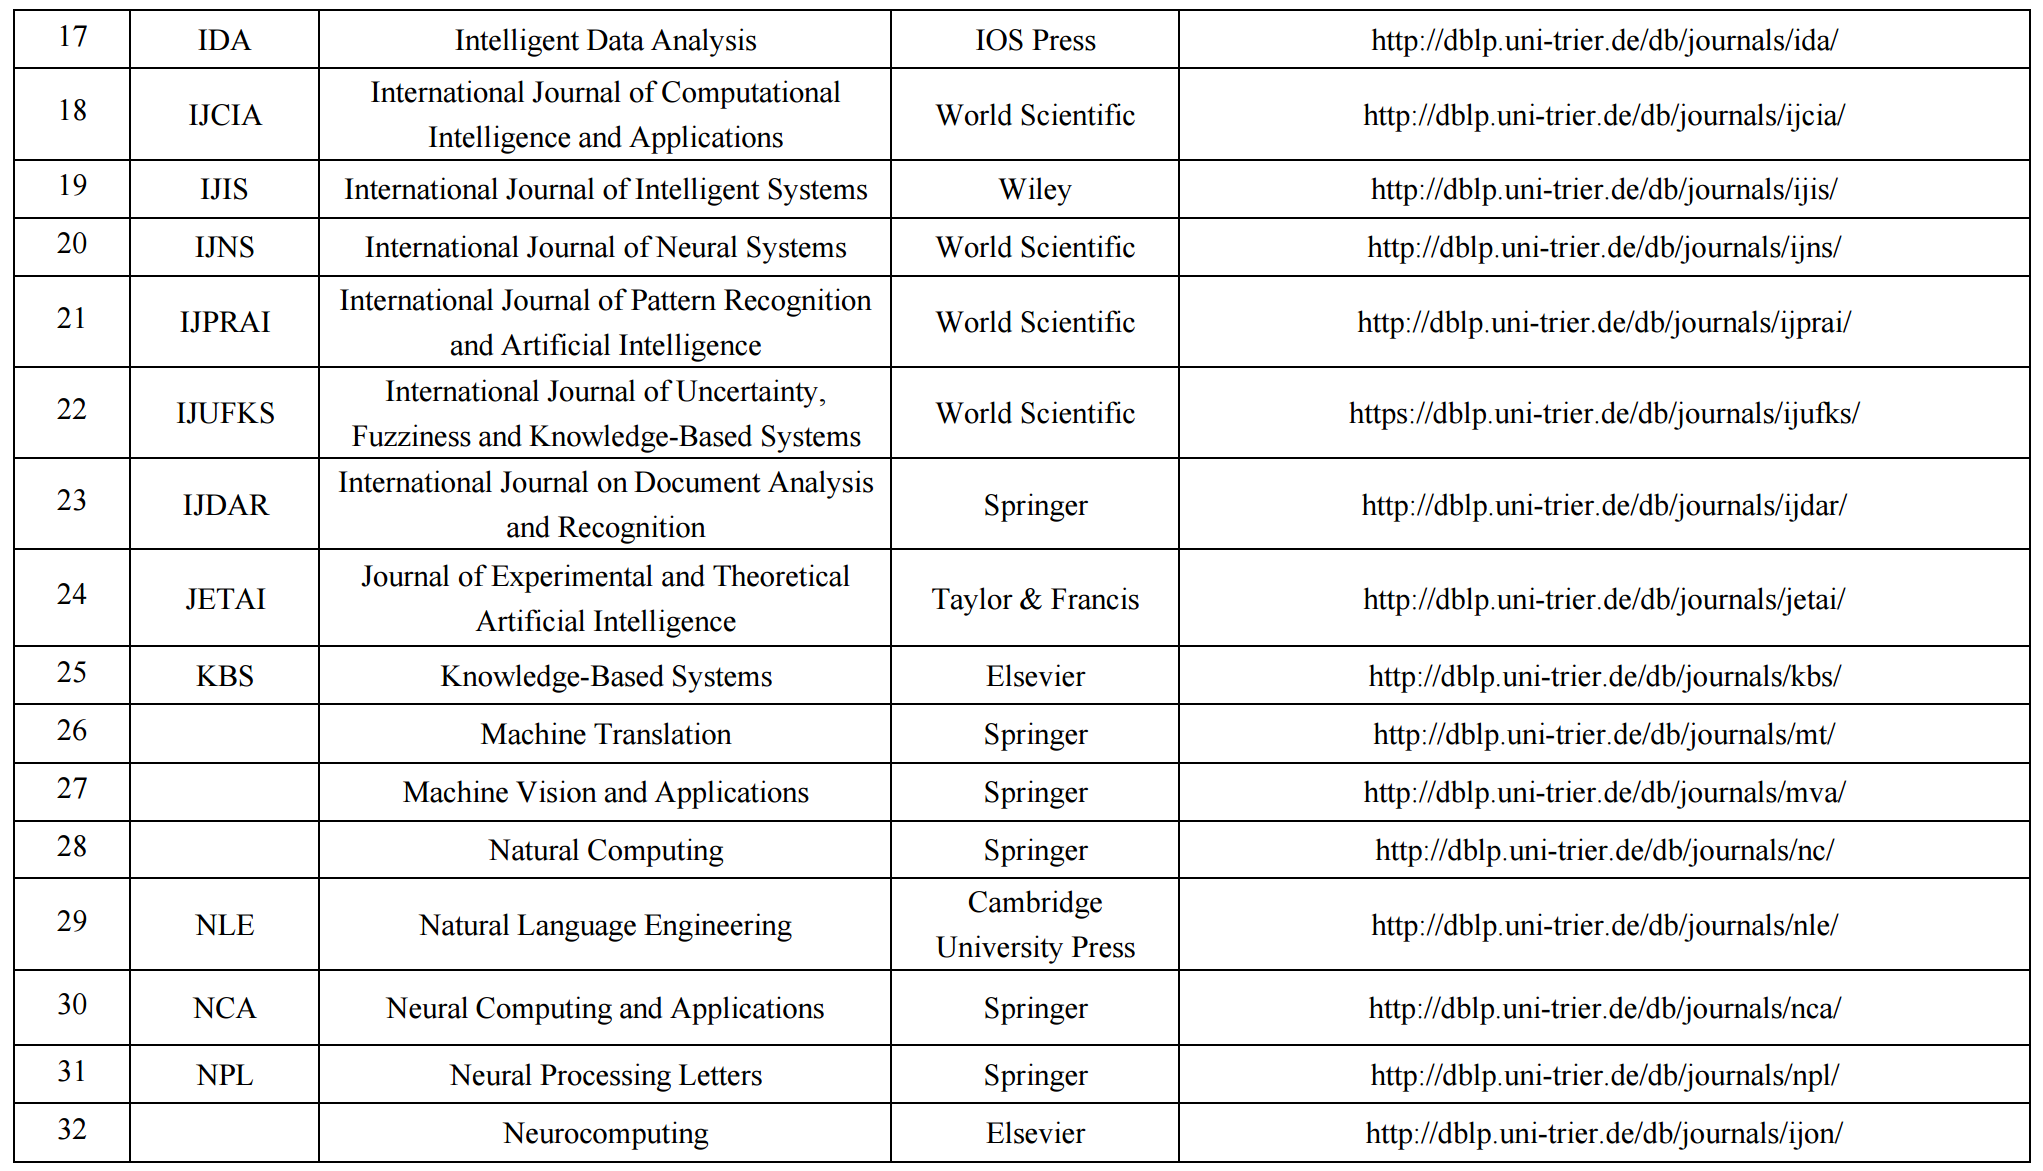 17 IDA Intelligent Data Analysis IOS Press http://dblp.uni-trier.de/db/journals/ida/
18 IJCIA International Journal of Computational Intelligence and Applications World Scientific http://dblp.uni-trier.de/db/journals/ijcia/
19 IJIS International Journal of Intelligent Systems Wiley http://dblp.uni-trier.de/db/journals/ijis/
20 IJNS International Journal of Neural Systems World Scientific http://dblp.uni-trier.de/db/journals/ijns/
21 IJPRAI International Journal of Pattern Recognition and Artificial Intelligence World Scientific http://dblp.uni-trier.de/db/journals/ijprai/
22 IJUFKS International Journal of Uncertainty, Fuzziness and Knowledge-Based Systems World Scientific https://dblp.uni-trier.de/db/journals/ijufks/
23 IJDAR International Journal on Document Analysis and Recognition Springer http://dblp.uni-trier.de/db/journals/ijdar/
24 JETAI Journal of Experimental and Theoretical Artificial Intelligence Taylor & Francis http://dblp.uni-trier.de/db/journals/jetai/
25 KBS Knowledge-Based Systems Elsevier http://dblp.uni-trier.de/db/journals/kbs/
26 Machine Translation Springer http://dblp.uni-trier.de/db/journals/mt/
27 Machine Vision and Applications Springer http://dblp.uni-trier.de/db/journals/mva/
28 Natural Computing Springer http://dblp.uni-trier.de/db/journals/nc/
29 NLE Natural Language Engineering Cambridge University Press http://dblp.uni-trier.de/db/journals/nle/
30 NCA Neural Computing and Applications Springer http://dblp.uni-trier.de/db/journals/nca/
31 NPL Neural Processing Letters Springer http://dblp.uni-trier.de/db/journals/npl/
32 Neurocomputing Elsevier http://dblp.uni-trier.de/db/journals/ijon/